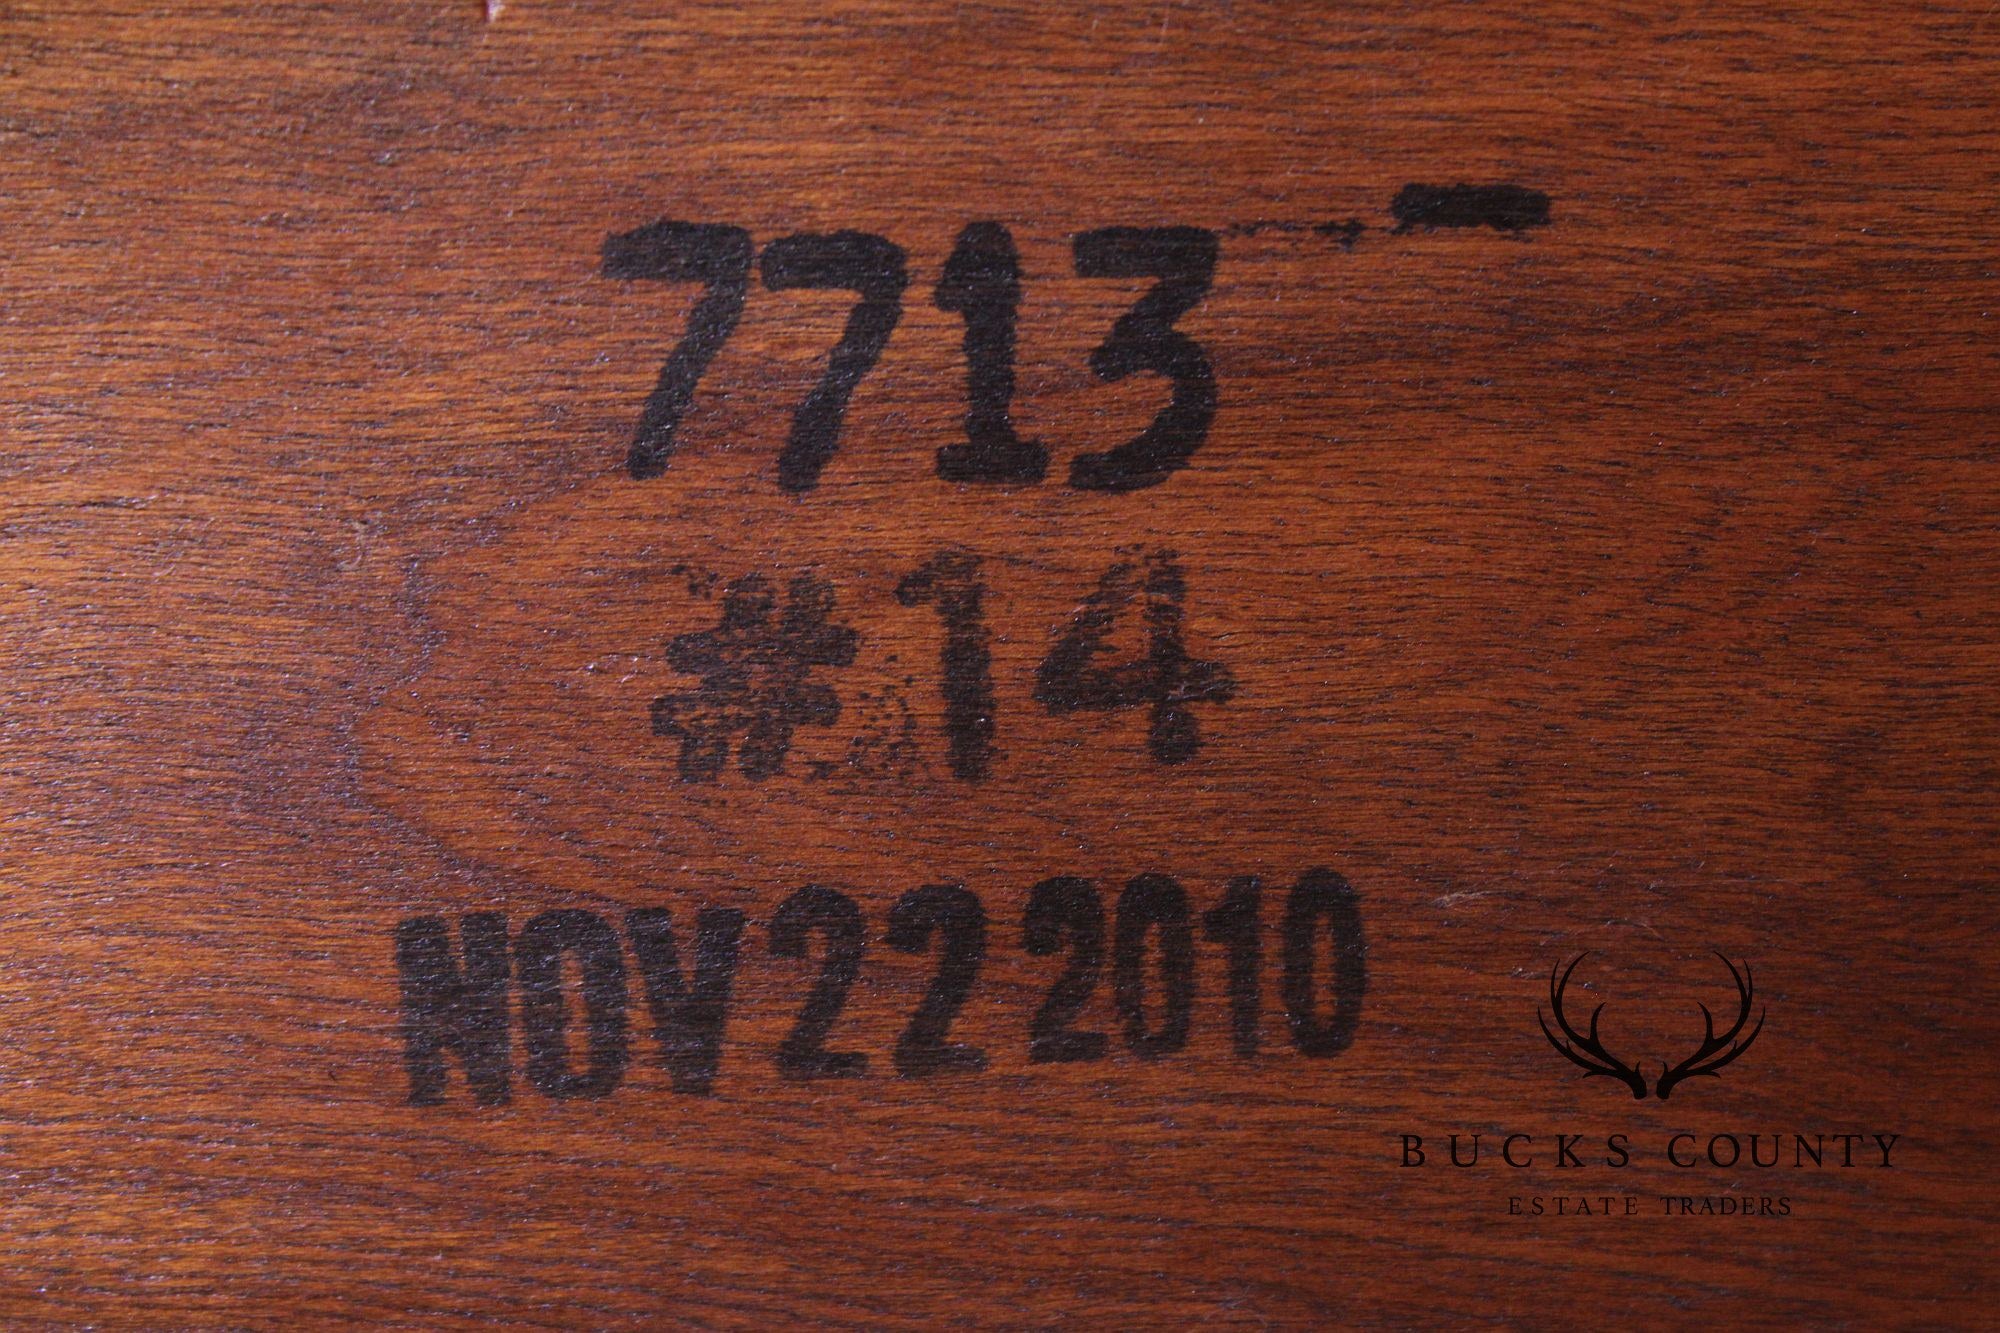 7713 -
#14
NOV 22 2010
BUCKS COUNTY
ESTATE TRADERS